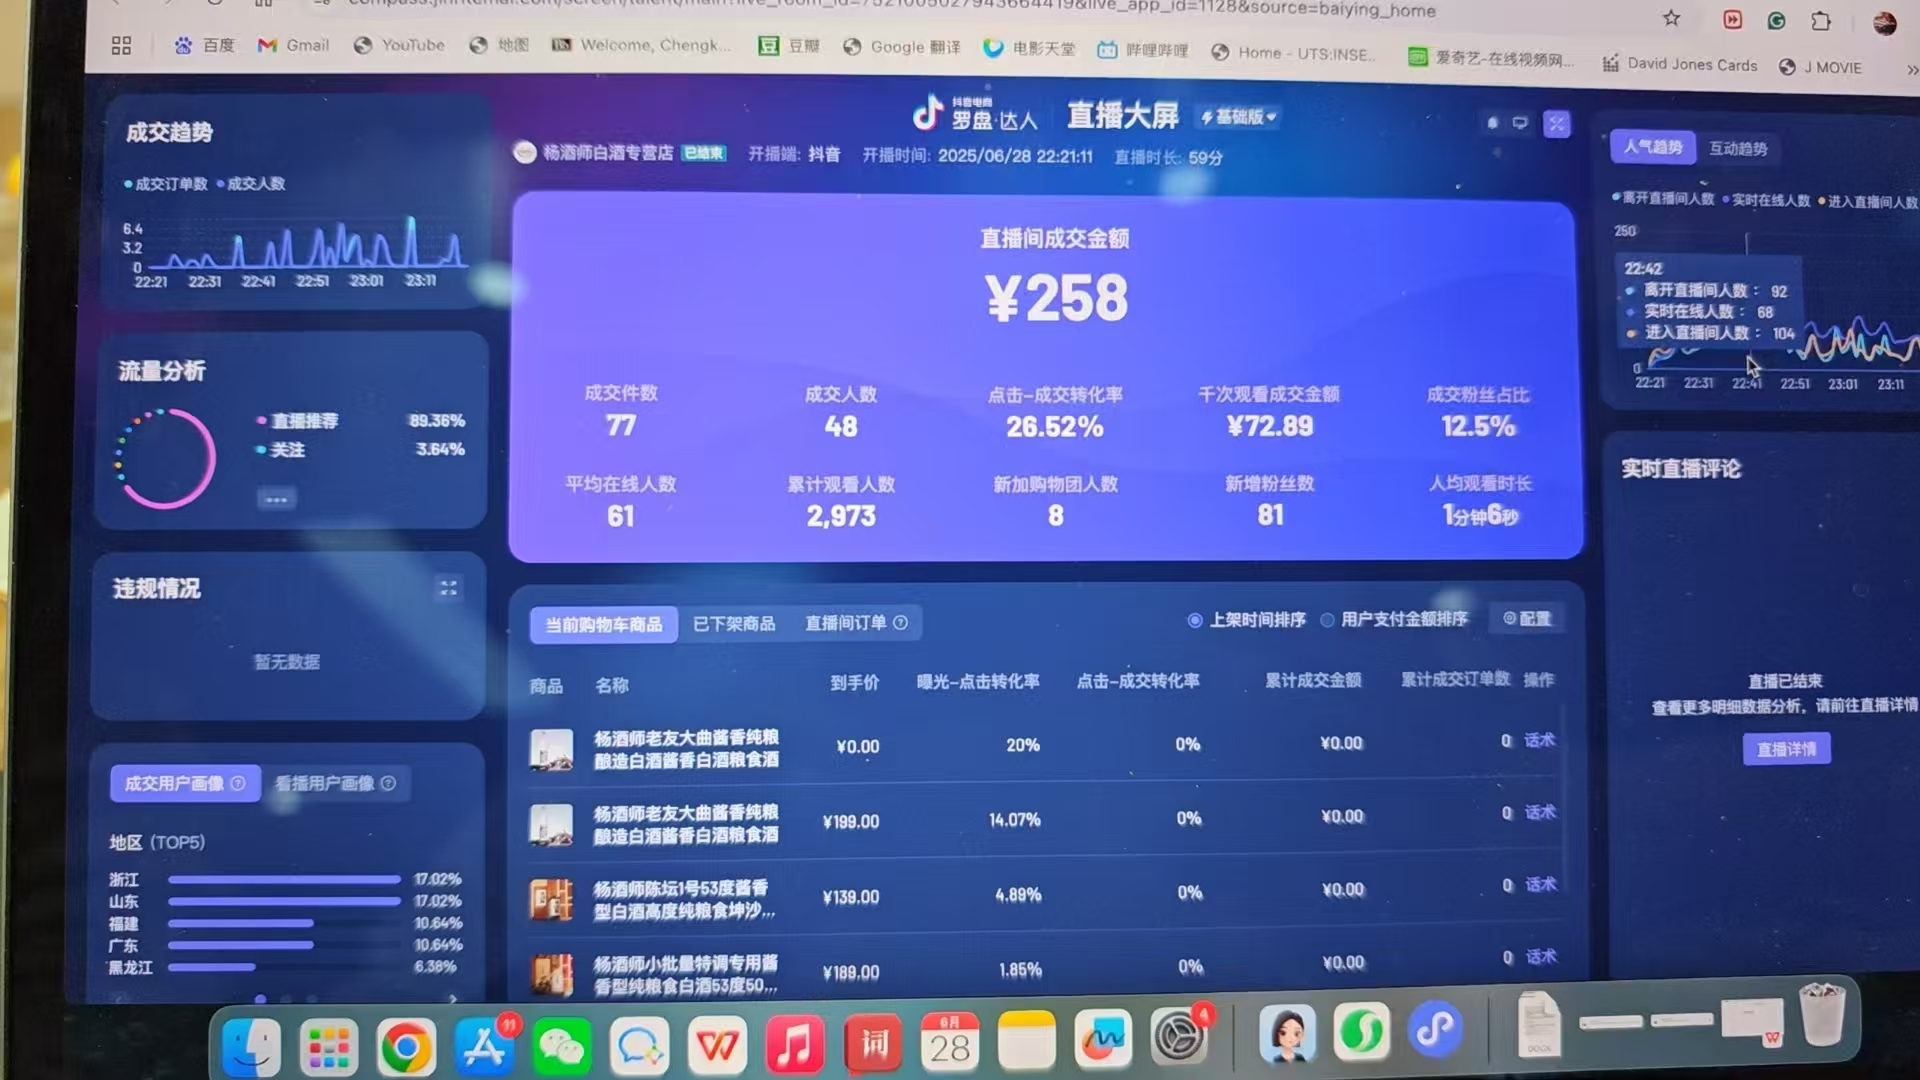 百度
Gmail
YouTube
地图
Welcome, Chengk...
豆瓣
Google 翻译
电影天堂
哔哩哔哩
Home - UTS:INSE...
爱奇艺-在线视频网...
David Jones Cards
J MOVIE
成交趋势
成交订单数 成交人数
6.4
3.2
0
22:21 22:31 22:41 22:51 23:01 23:11
流量分析
直播推荐 89.36%
关注 3.64%
违规情况
暂无数据
成交用户画像 看播用户画像
地区 (TOP5)
浙江 17.02%
山东 17.02%
福建 10.64%
广东 10.64%
黑龙江 6.38%
抖音电商
罗盘·达人
直播大屏
基础版
杨酒师白酒专营店 已结束 开播端: 抖音 开播时间: 2025/06/28 22:21:11 直播时长: 59分
直播间成交金额
¥258
成交件数 成交人数 点击-成交转化率 千次观看成交金额 成交粉丝占比
77 48 26.52% ¥72.89 12.5%
平均在线人数 累计观看人数 新加购物团人数 新增粉丝数 人均观看时长
61 2,973 8 81 1分钟6秒
当前购物车商品 已下架商品 直播间订单 上架时间排序 用户支付金额排序 配置
商品 名称 到手价 曝光-点击转化率 点击-成交转化率 累计成交金额 累计成交订单数 操作
杨酒师老友大曲酱香纯粮
酿造白酒酱香白酒粮食酒
¥0.00 20% 0% ¥0.00 0 话术
杨酒师老友大曲酱香纯粮
酿造白酒酱香白酒粮食酒
¥199.00 14.07% 0% ¥0.00 0 话术
杨酒师陈坛1号53度酱香
型白酒高度纯粮食坤沙...
¥139.00 4.89% 0% ¥0.00 0 话术
杨酒师小批量特调专用酱
香型纯粮食白酒53度50...
¥189.00 1.85% 0% ¥0.00 0 话术
人气趋势 互动趋势
离开直播间人数 实时在线人数 进入直播间人数
250
22:42
离开直播间人数： 92
实时在线人数： 68
进入直播间人数： 104
0
22:21 22:31 22:41 22:51 23:01 23:11
实时直播评论
直播已结束
查看更多明细数据分析，请前往直播详情
直播详情
11
词
6月
28
4
DOCX